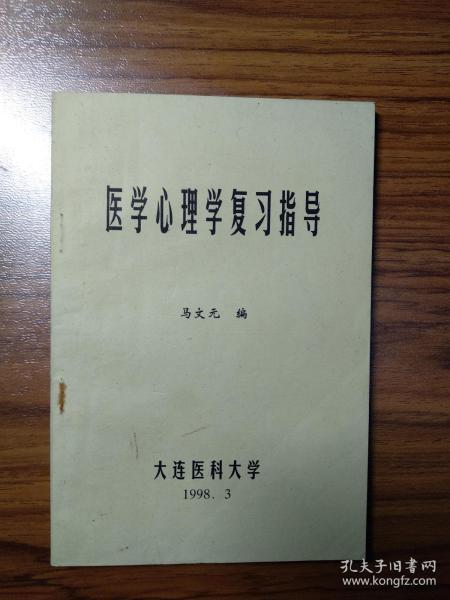 医学心理学复习指导
马文元 编
大连医科大学
1998.3
孔夫子旧书网
www.kongfz.com